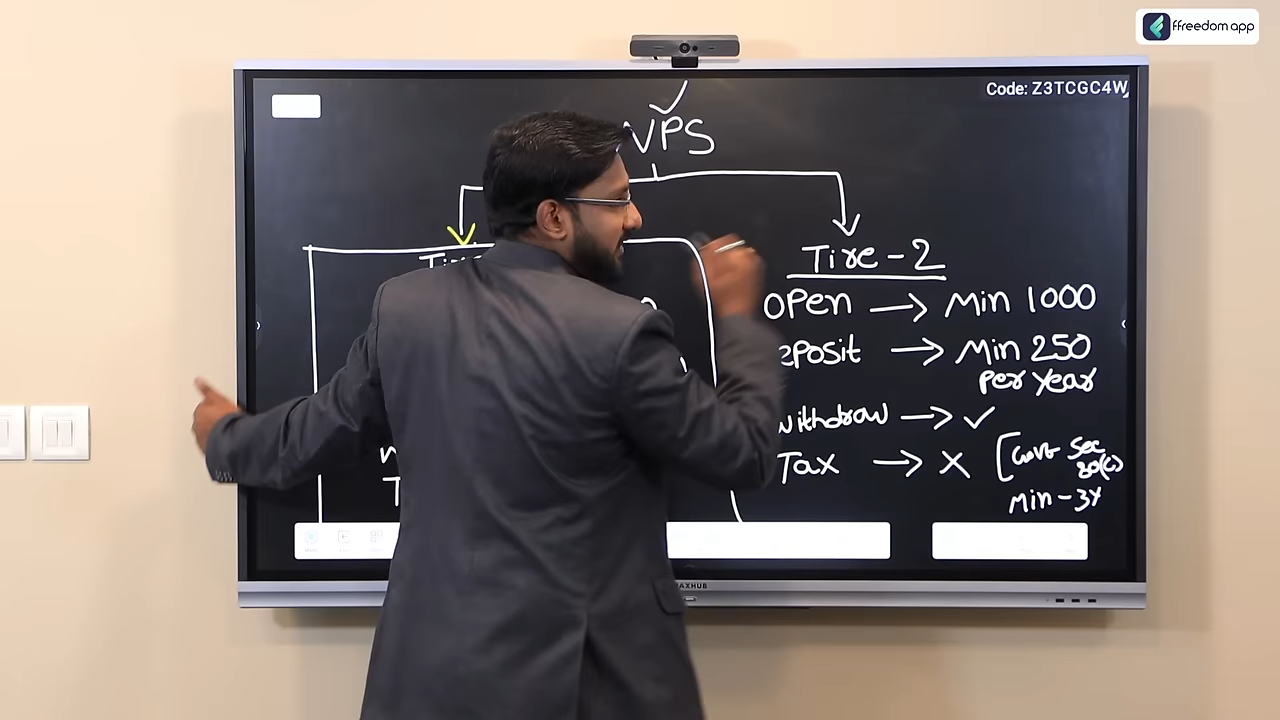 ffreedom app
Code: Z3TCGC4W
NPS
Tire-2
open → Min 1000
eposit → Min 250
per year
withdraw → ✓
Tax → X [Govt Sec
80(C)
Min - 3Y
MAXHUB